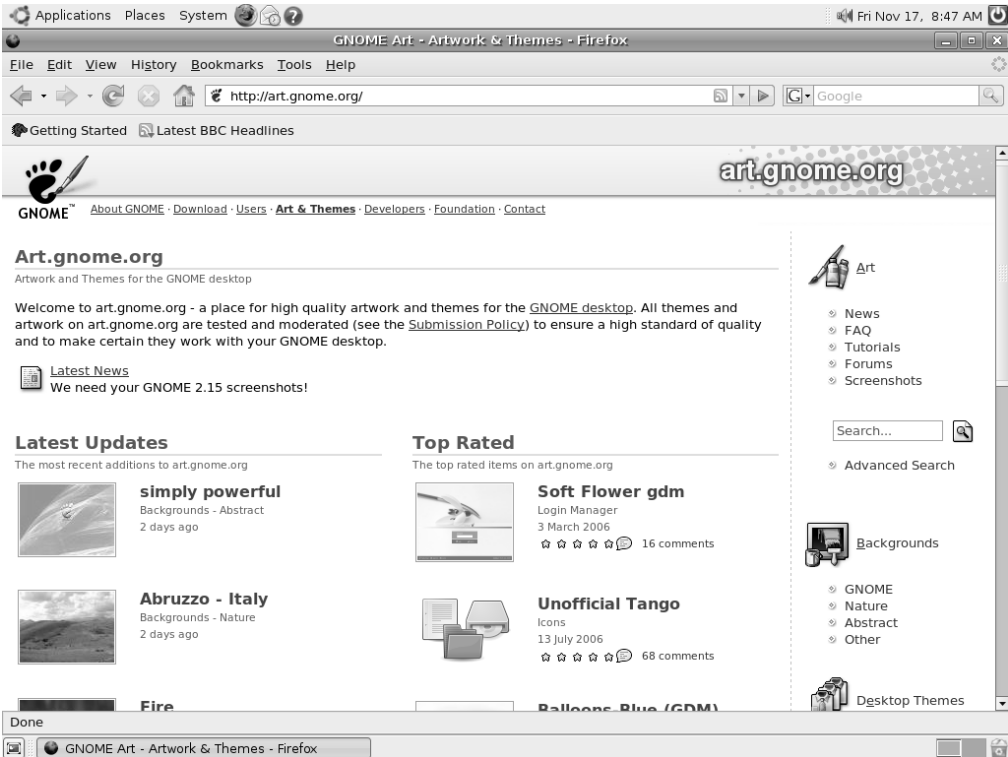 Applications Places System
Fri Nov 17, 8:47 AM
GNOME Art - Artwork & Themes - Firefox
File Edit View History Bookmarks Tools Help
http://art.gnome.org/
G
Google
Getting Started Latest BBC Headlines
art.gnome.org
GNOME™
About GNOME · Download · Users · Art & Themes · Developers · Foundation · Contact
Art.gnome.org
Artwork and Themes for the GNOME desktop
Welcome to art.gnome.org - a place for high quality artwork and themes for the GNOME desktop. All themes and
artwork on art.gnome.org are tested and moderated (see the Submission Policy) to ensure a high standard of quality
and to make certain they work with your GNOME desktop.
Latest News
We need your GNOME 2.15 screenshots!
Latest Updates
The most recent additions to art.gnome.org
simply powerful
Backgrounds - Abstract
2 days ago
Abruzzo - Italy
Backgrounds - Nature
2 days ago
Fire
Top Rated
The top rated items on art.gnome.org
Soft Flower gdm
Login Manager
3 March 2006
16 comments
Unofficial Tango
Icons
13 July 2006
68 comments
Balloons-Blue (GDM)
Art
News
FAQ
Tutorials
Forums
Screenshots
Search...
Advanced Search
Backgrounds
GNOME
Nature
Abstract
Other
Desktop Themes
Done
GNOME Art - Artwork & Themes - Firefox